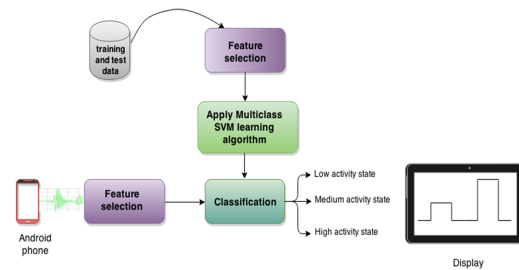 training
and test
data
Feature
selection
Apply Multiclass
SVM learning
algorithm
Feature
selection
Classification
Low activity state
Medium activity state
High activity state
Android
phone
Display